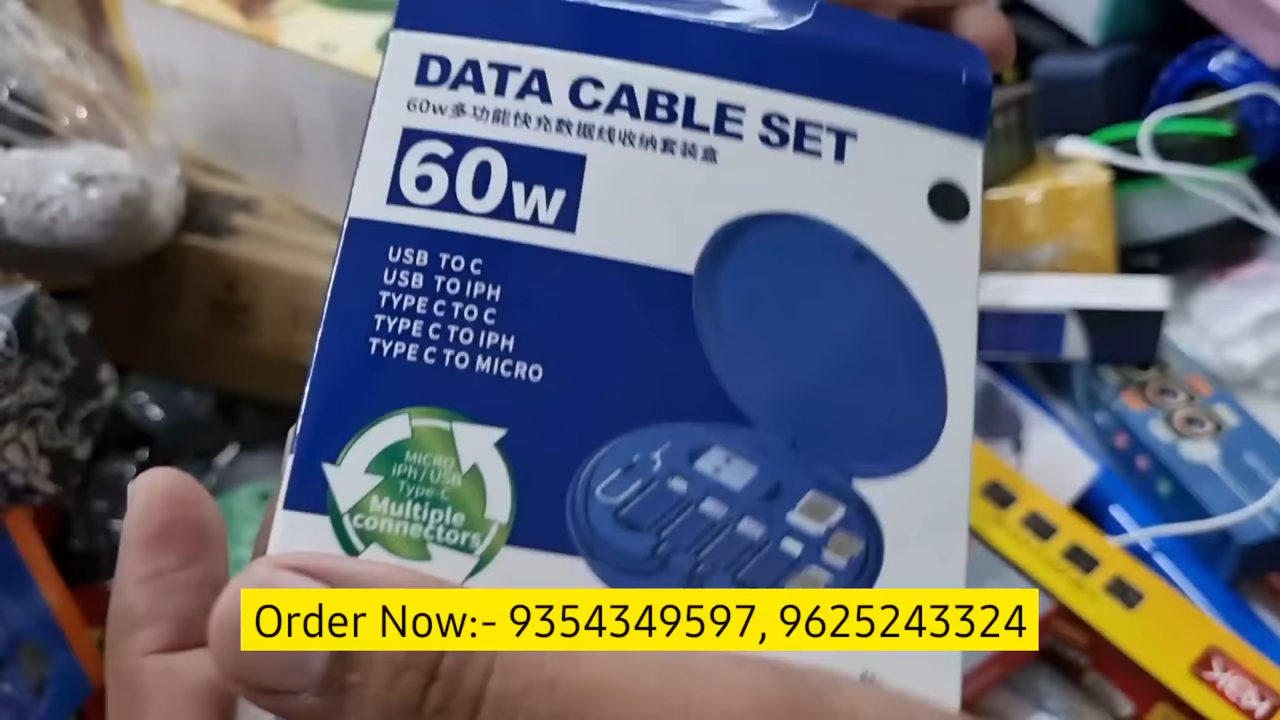 DATA CABLE SET
60w多功能快充数据线收纳套装盒
60w
USB TO C
USB TO IPH
TYPE C TO C
TYPE C TO IPH
TYPE C TO MICRO
MICRO
iPh / USB
Type-C
Multiple
connectors
Order Now:- 9354349597, 9625243324